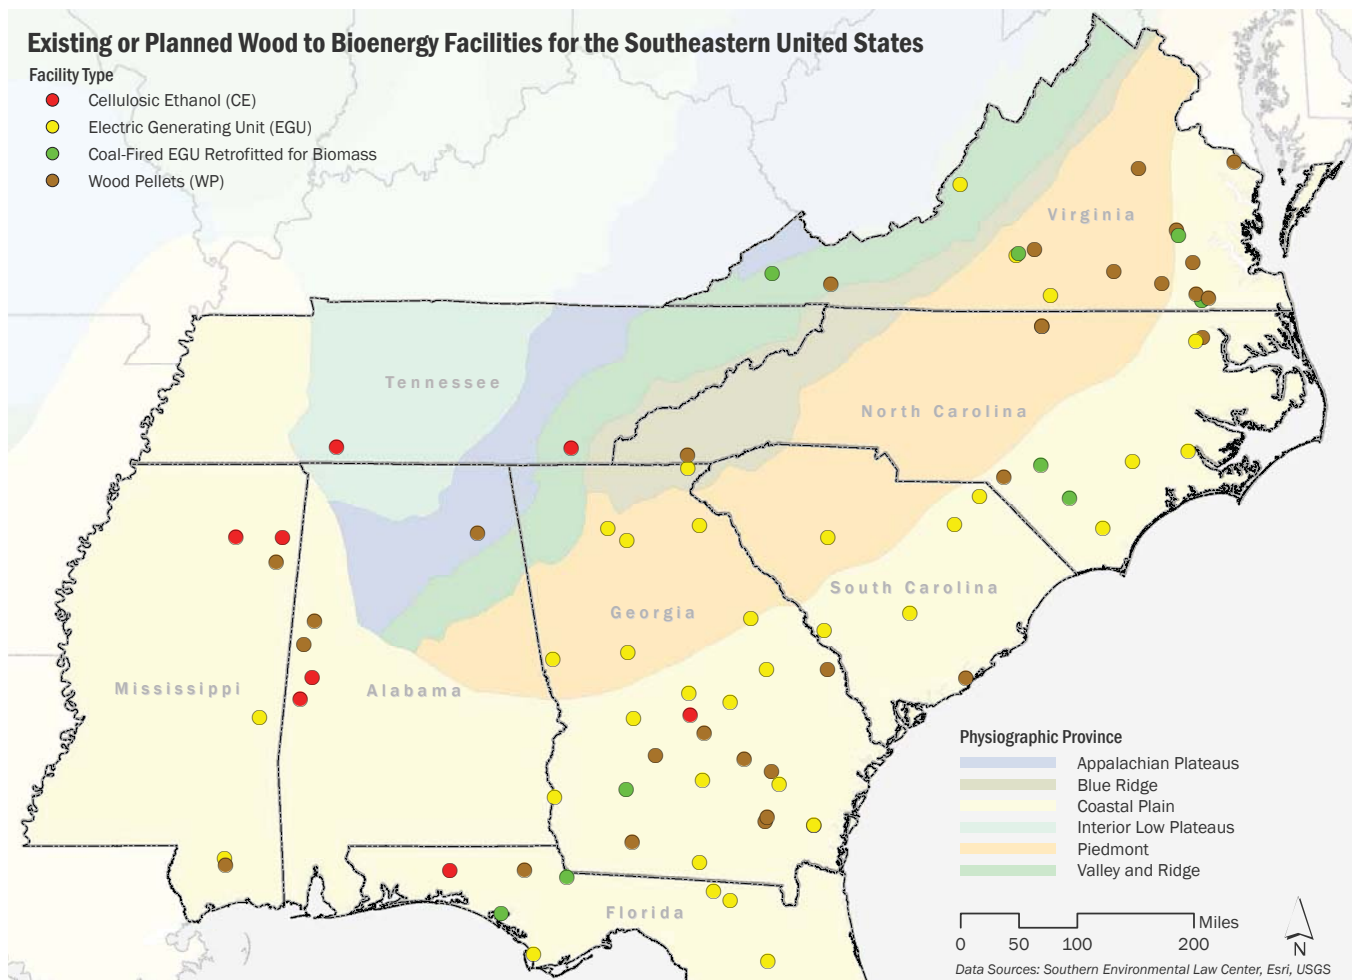 Existing or Planned Wood to Bioenergy Facilities for the Southeastern United States
Facility Type
Cellulosic Ethanol (CE)
Electric Generating Unit (EGU)
Coal-Fired EGU Retrofitted for Biomass
Wood Pellets (WP)
Virginia
Tennessee
North Carolina
South Carolina
Georgia
Mississippi
Alabama
Florida
Physiographic Province
Appalachian Plateaus
Blue Ridge
Coastal Plain
Interior Low Plateaus
Piedmont
Valley and Ridge
Miles
0 50 100 200
N
Data Sources: Southern Environmental Law Center, Esri, USGS